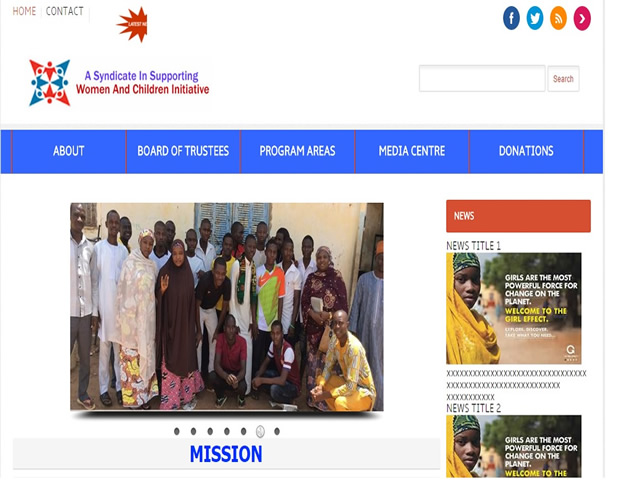 HOME CONTACT
LATEST
A Syndicate In Supporting
Women And Children Initiative
Search
ABOUT BOARD OF TRUSTEES PROGRAM AREAS MEDIA CENTRE DONATIONS
NEWS
NEWS TITLE 1
GIRLS ARE THE MOST
POWERFUL FORCE FOR
CHANGE ON THE
PLANET.
WELCOME TO THE
GIRL EFFECT.
EXPLORE. DISCOVER.
TAKE WHAT YOU NEED...
XXXXXXXXXXXXXXXXXXXXXXXXXXXXXXXX
XXXXXXXXXXXXXXXXXXXXXXXXXX
XXXXXXXXXXX
NEWS TITLE 2
GIRLS ARE THE MOST
POWERFUL FORCE FOR
CHANGE ON THE
PLANET.
WELCOME TO THE
MISSION